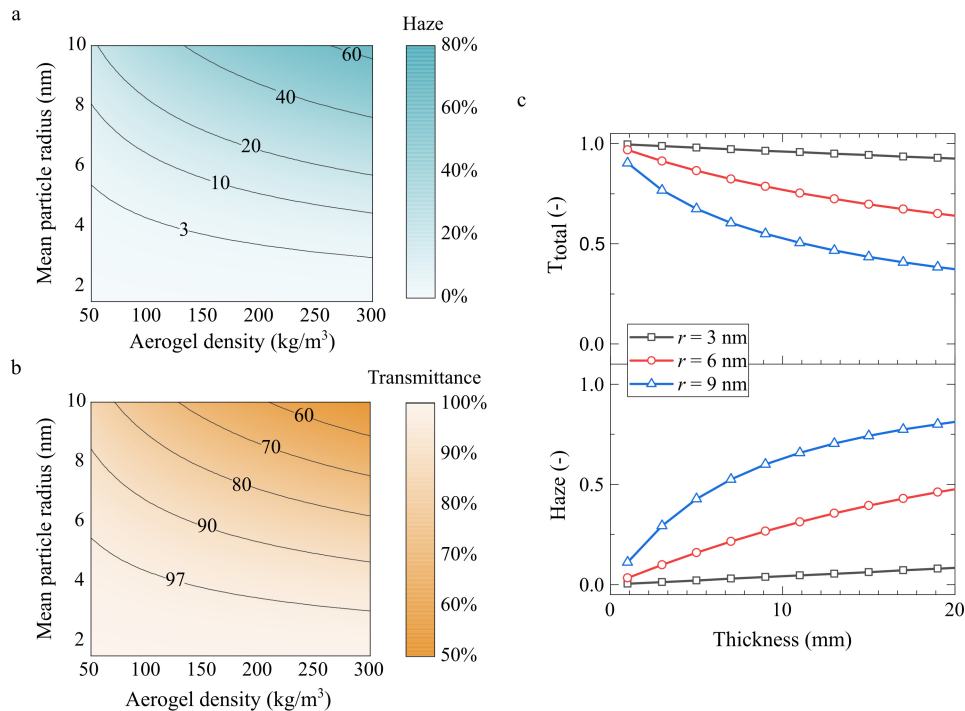 a
Haze
Mean particle radius (nm)
10
8
6
4
2
60
40
20
10
3
50 100 150 200 250 300
Aerogel density (kg/m³)
80%
60%
40%
20%
0%
b
Transmittance
Mean particle radius (nm)
10
8
6
4
2
60
70
80
90
97
50 100 150 200 250 300
Aerogel density (kg/m³)
100%
90%
80%
70%
60%
50%
c
T_total (-)
1.0
0.5
0.0
r = 3 nm
r = 6 nm
r = 9 nm
Haze (-)
1.0
0.5
0.0
0 10 20
Thickness (mm)